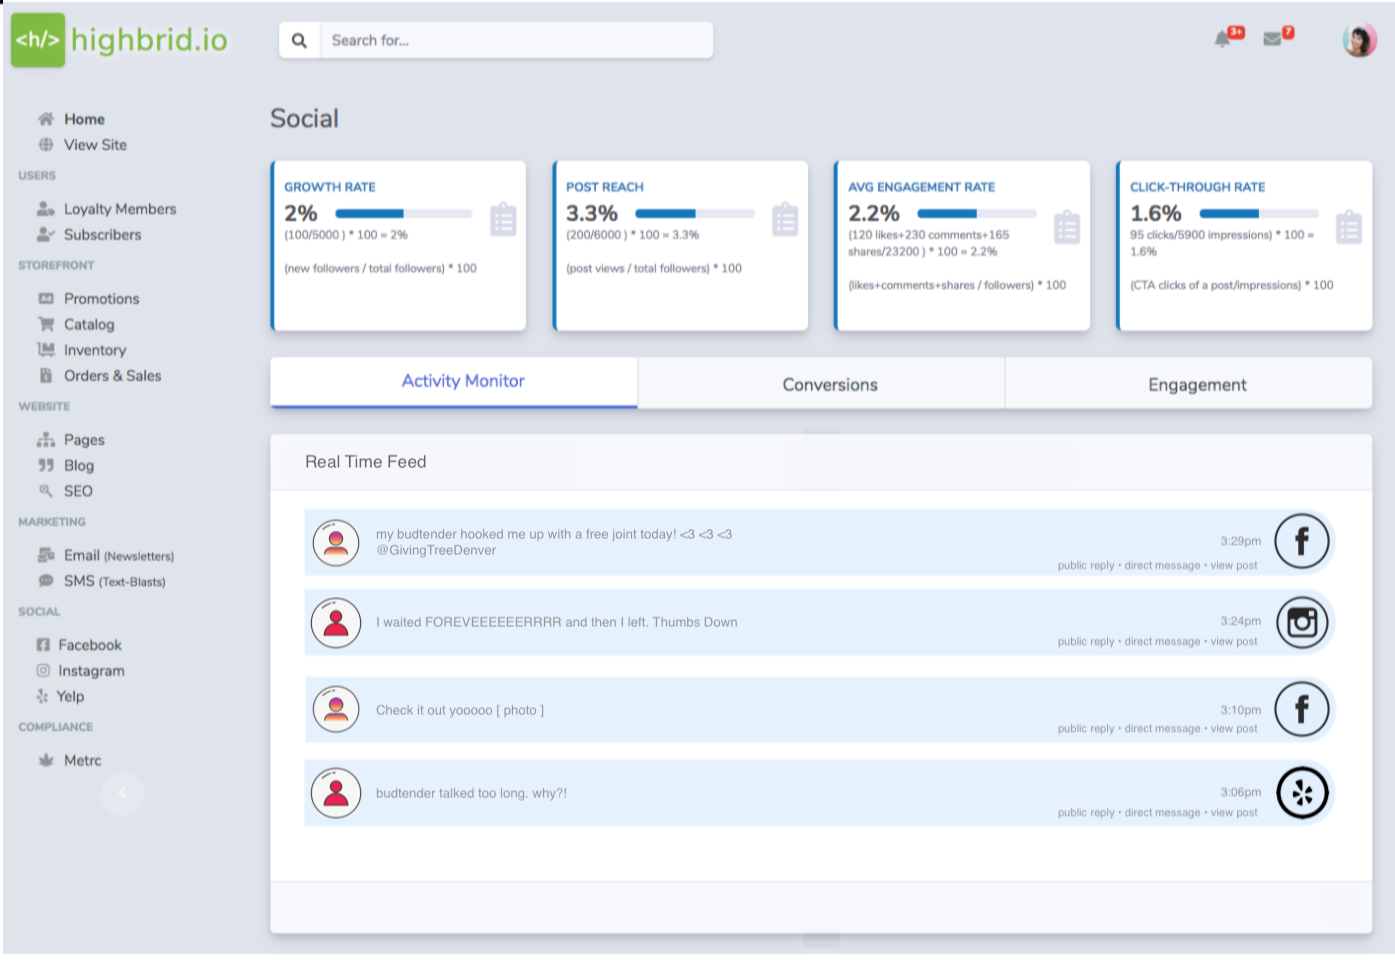 <h/> highbrid.io
Search for...
3+
7
Home
View Site
USERS
Loyalty Members
Subscribers
STOREFRONT
Promotions
Catalog
Inventory
Orders & Sales
WEBSITE
Pages
Blog
SEO
MARKETING
Email (Newsletters)
SMS (Text-Blasts)
SOCIAL
Facebook
Instagram
Yelp
COMPLIANCE
Metrc
Social
GROWTH RATE
2%
(100/5000 ) * 100 = 2%
(new followers / total followers) * 100
POST REACH
3.3%
(200/6000 ) * 100 = 3.3%
(post views / total followers) * 100
AVG ENGAGEMENT RATE
2.2%
(120 likes+230 comments+165
shares/23200 ) * 100 = 2.2%
(likes+comments+shares / followers) * 100
CLICK-THROUGH RATE
1.6%
95 clicks/5900 impressions) * 100 =
1.6%
(CTA clicks of a post/impressions) * 100
Activity Monitor
Conversions
Engagement
Real Time Feed
my budtender hooked me up with a free joint today! <3 <3 <3
@GivingTreeDenver
3:29pm
public reply • direct message • view post
I waited FOREVEEEEEERRRR and then I left. Thumbs Down
3:24pm
public reply • direct message • view post
Check it out yooooo [ photo ]
3:10pm
public reply • direct message • view post
budtender talked too long. why?!
3:06pm
public reply • direct message • view post